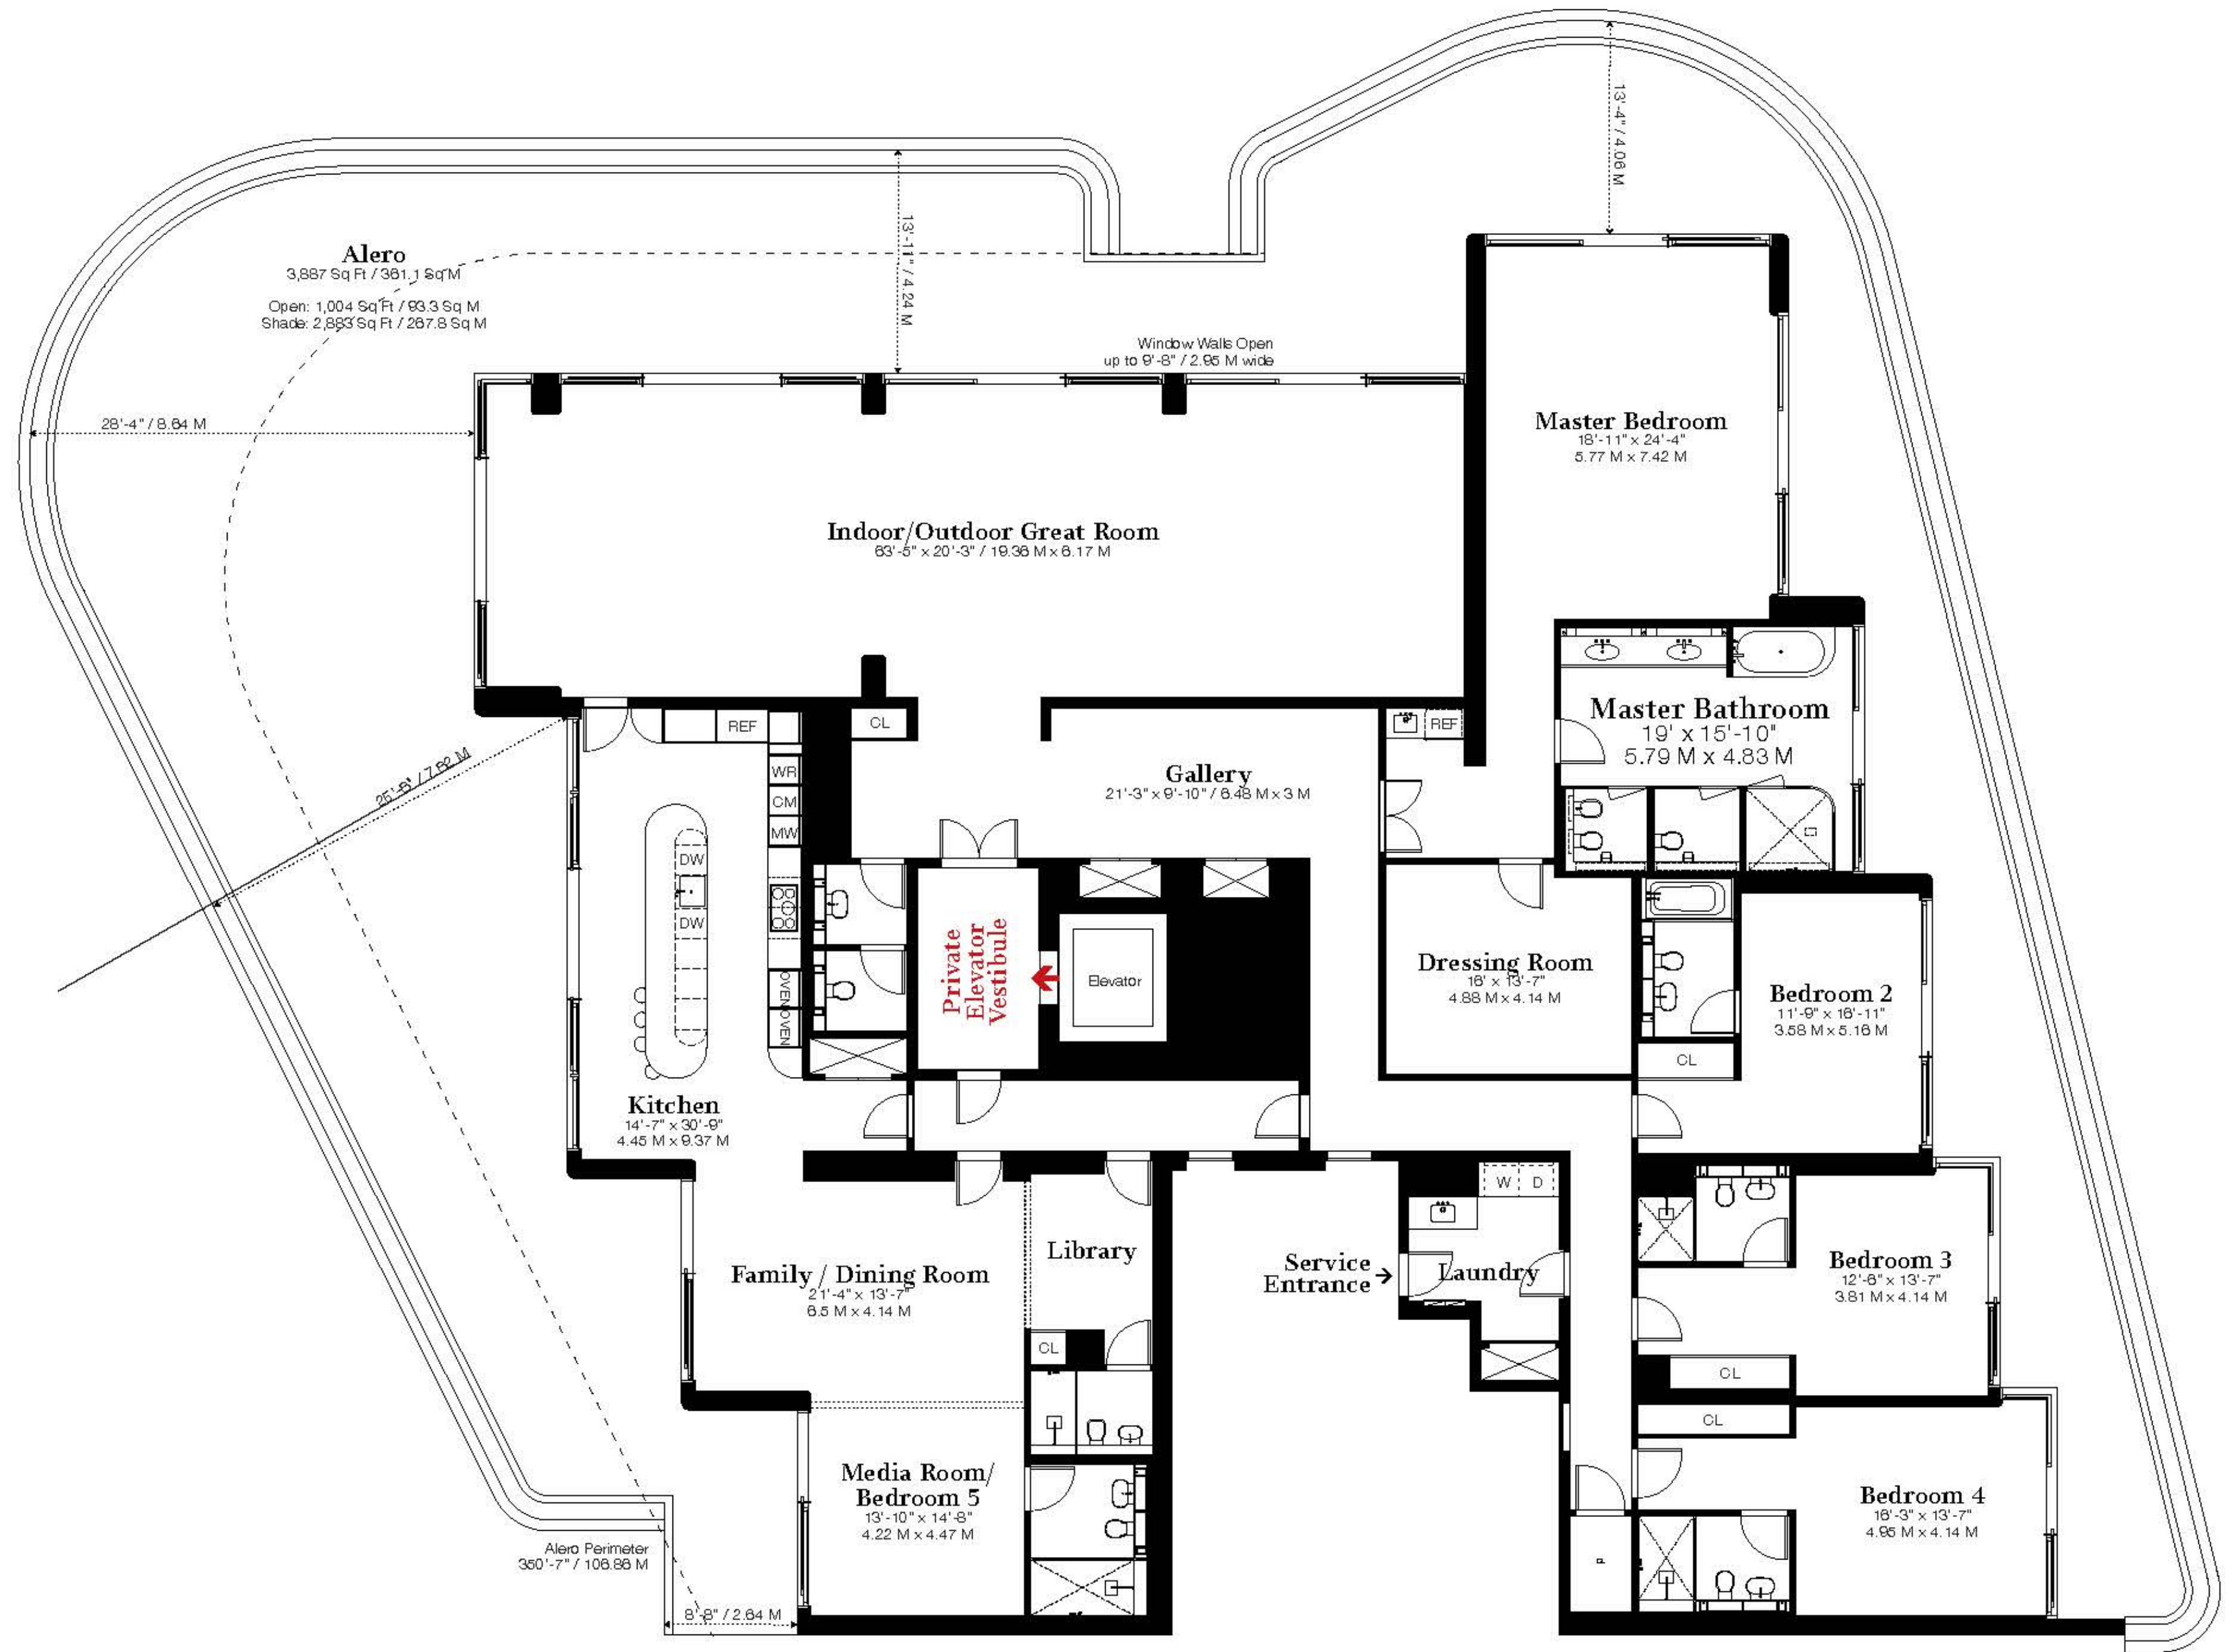 13'-4" / 4.06 M
Alero
3,887 Sq Ft / 361.1 Sq M
Open: 1,004 Sq Ft / 93.3 Sq M
Shade: 2,883 Sq Ft / 267.8 Sq M
13'-11" / 4.24 M
Window Walls Open
up to 9'-8" / 2.95 M wide
28'-4" / 8.64 M
Master Bedroom
18'-11" x 24'-4"
5.77 M x 7.42 M
Indoor/Outdoor Great Room
63'-5" x 20'-3" / 19.36 M x 6.17 M
REF
CL
REF
Master Bathroom
19' x 15'-10"
5.79 M x 4.83 M
25'-6" / 7.82 M
WR
CM
MW
Gallery
21'-3" x 9'-10" / 6.48 M x 3 M
DW
DW
OVEN
OVEN
Private
Elevator
Vestibule
Elevator
Dressing Room
16' x 13'-7"
4.88 M x 4.14 M
Bedroom 2
11'-9" x 16'-11"
3.58 M x 5.16 M
CL
Kitchen
14'-7" x 30'-9"
4.45 M x 9.37 M
W
D
Library
Family / Dining Room
21'-4" x 13'-7"
6.5 M x 4.14 M
Service
Entrance
Laundry
Bedroom 3
12'-6" x 13'-7"
3.81 M x 4.14 M
CL
CL
CL
Media Room/
Bedroom 5
13'-10" x 14'-8"
4.22 M x 4.47 M
Bedroom 4
16'-3" x 13'-7"
4.95 M x 4.14 M
Alero Perimeter
350'-7" / 106.86 M
8'-8" / 2.64 M